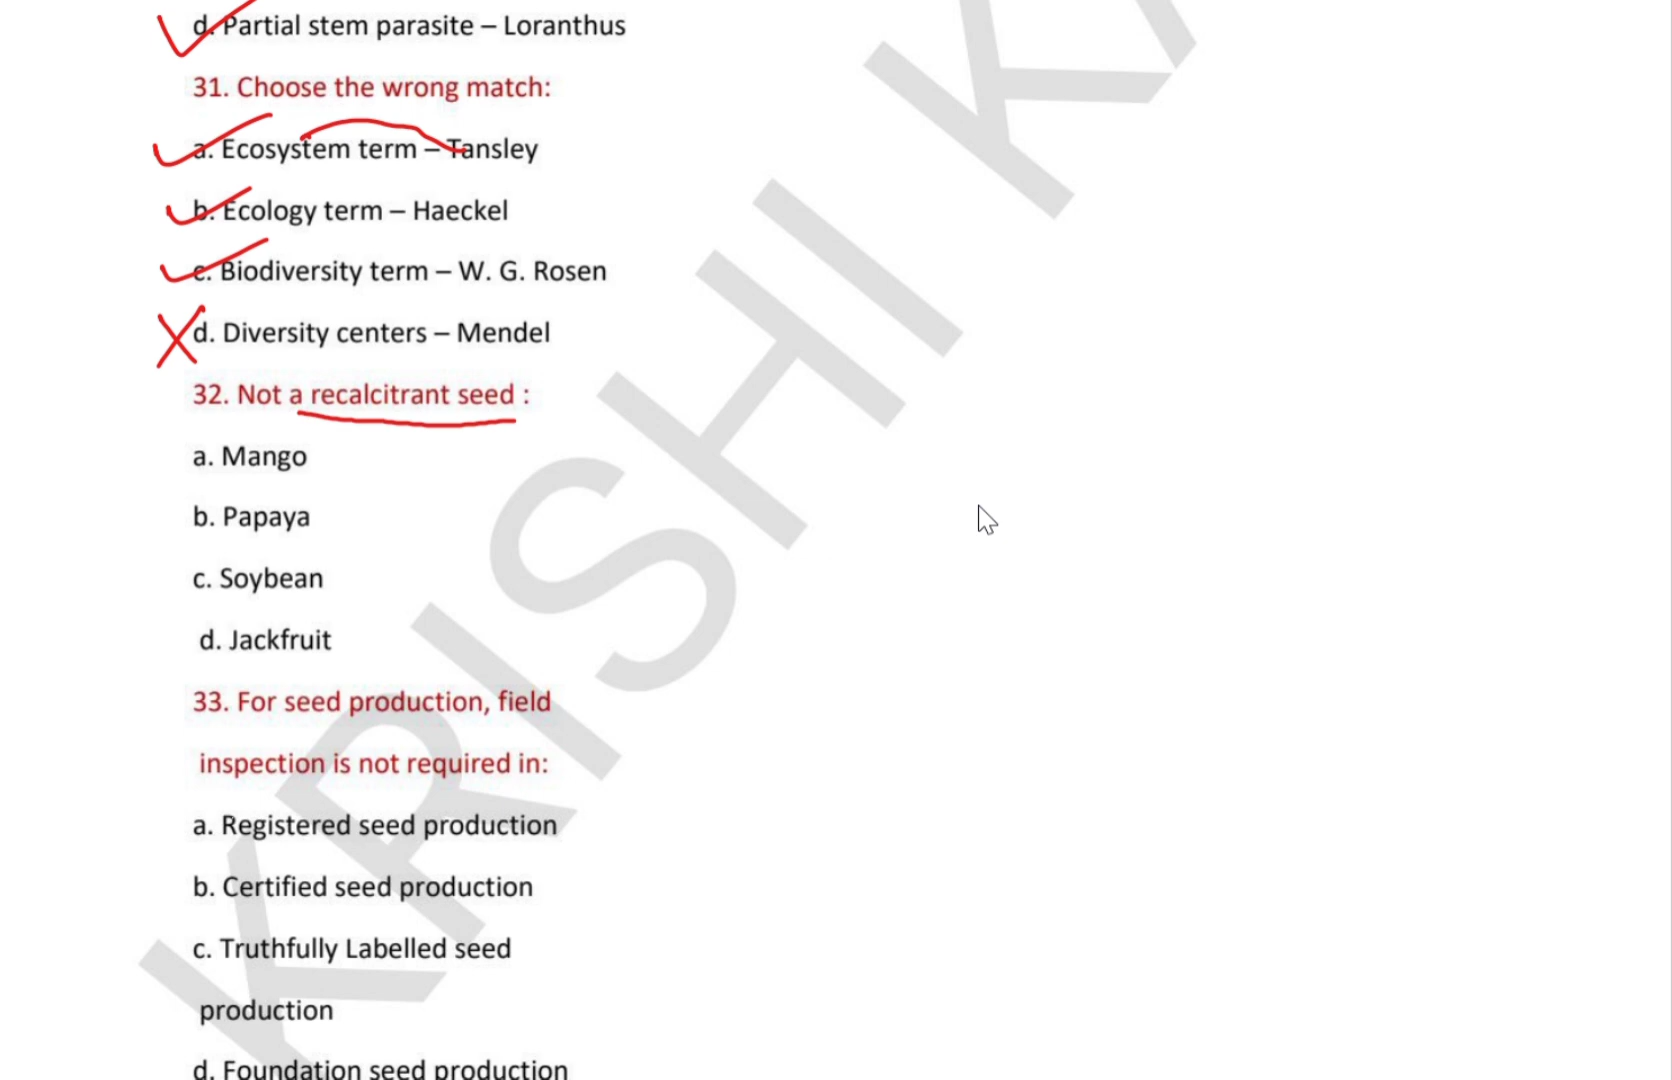 d. Partial stem parasite – Loranthus
31. Choose the wrong match:
a. Ecosystem term – Tansley
b. Ecology term – Haeckel
c. Biodiversity term – W. G. Rosen
d. Diversity centers – Mendel
32. Not a recalcitrant seed :
a. Mango
b. Papaya
c. Soybean
d. Jackfruit
33. For seed production, field
inspection is not required in:
a. Registered seed production
b. Certified seed production
c. Truthfully Labelled seed
production
d. Foundation seed production
KRISHI